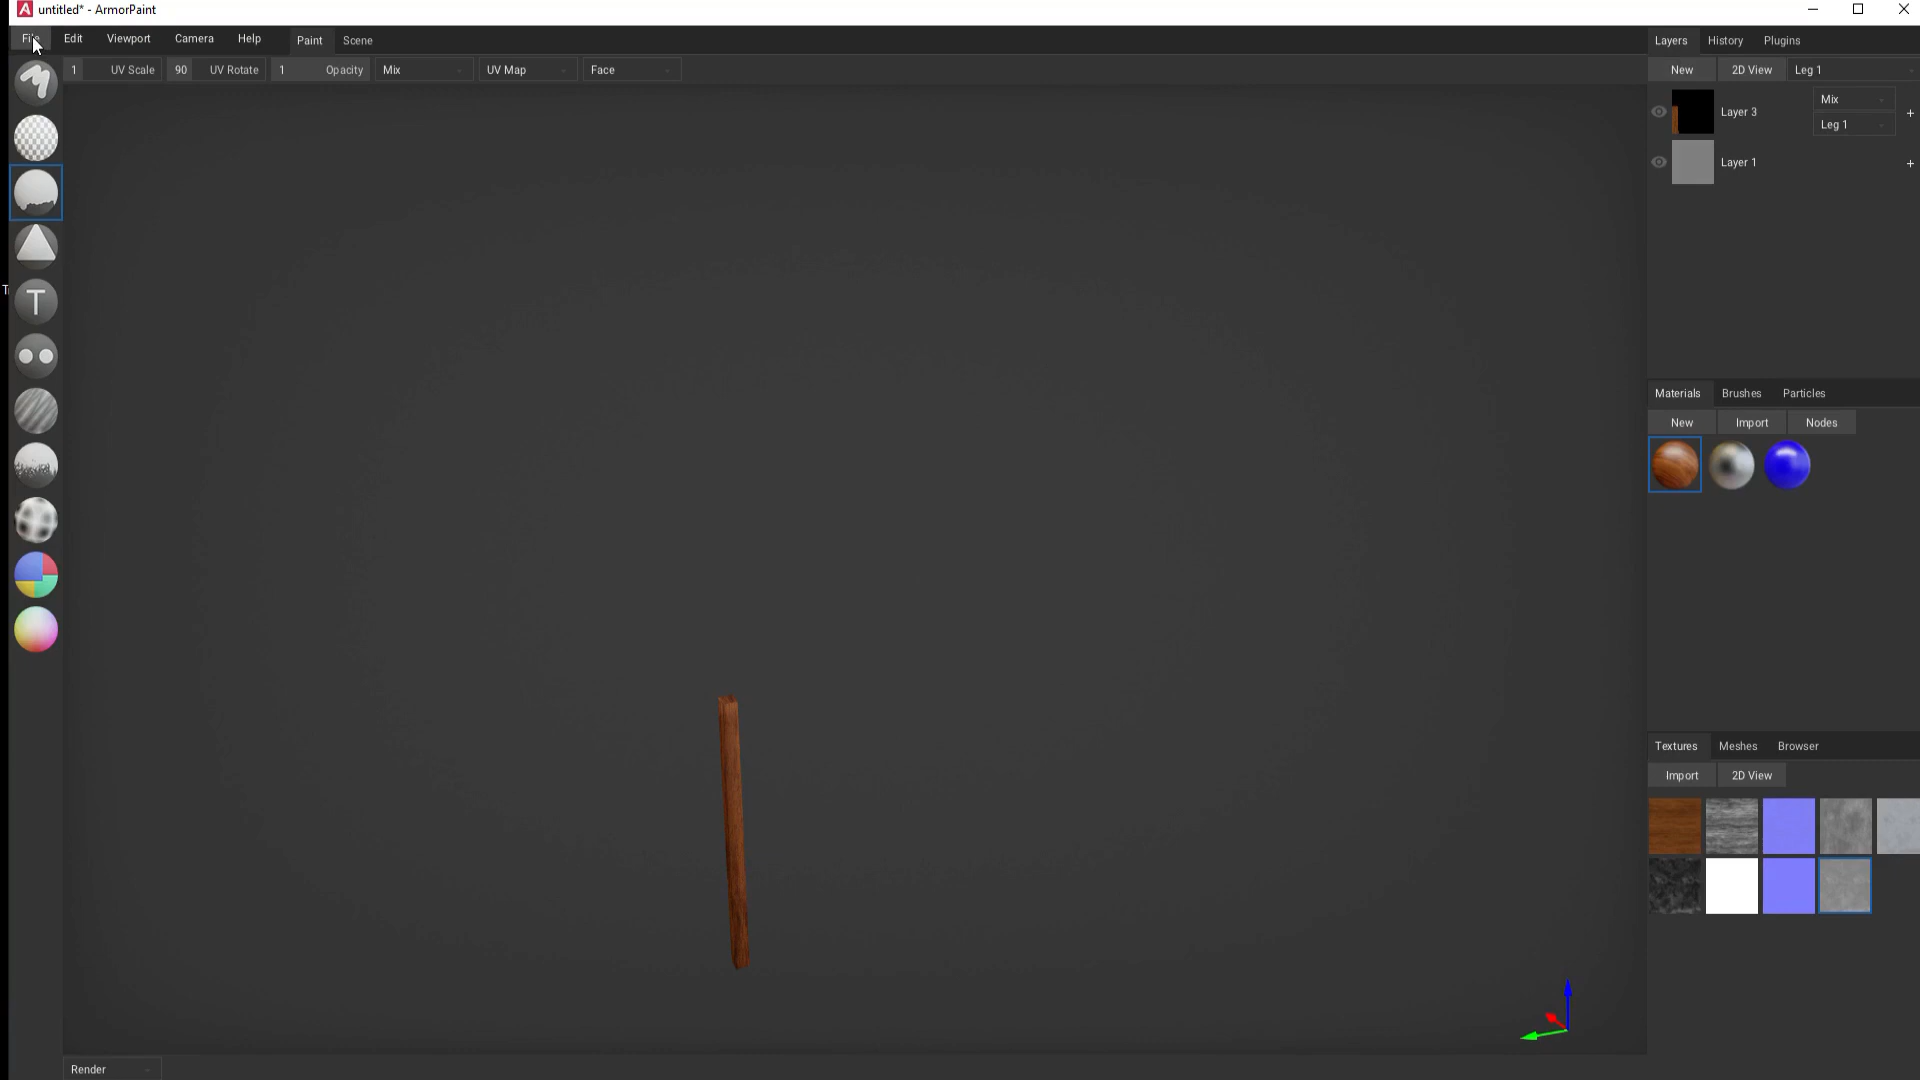 untitled* - ArmorPaint
File Edit Viewport Camera Help Paint Scene
1 UV Scale 90 UV Rotate 1 Opacity Mix UV Map Face
T
Layers History Plugins
New 2D View Leg 1
Layer 3 Mix
Leg 1
Layer 1
Materials Brushes Particles
New Import Nodes
Textures Meshes Browser
Import 2D View
Render